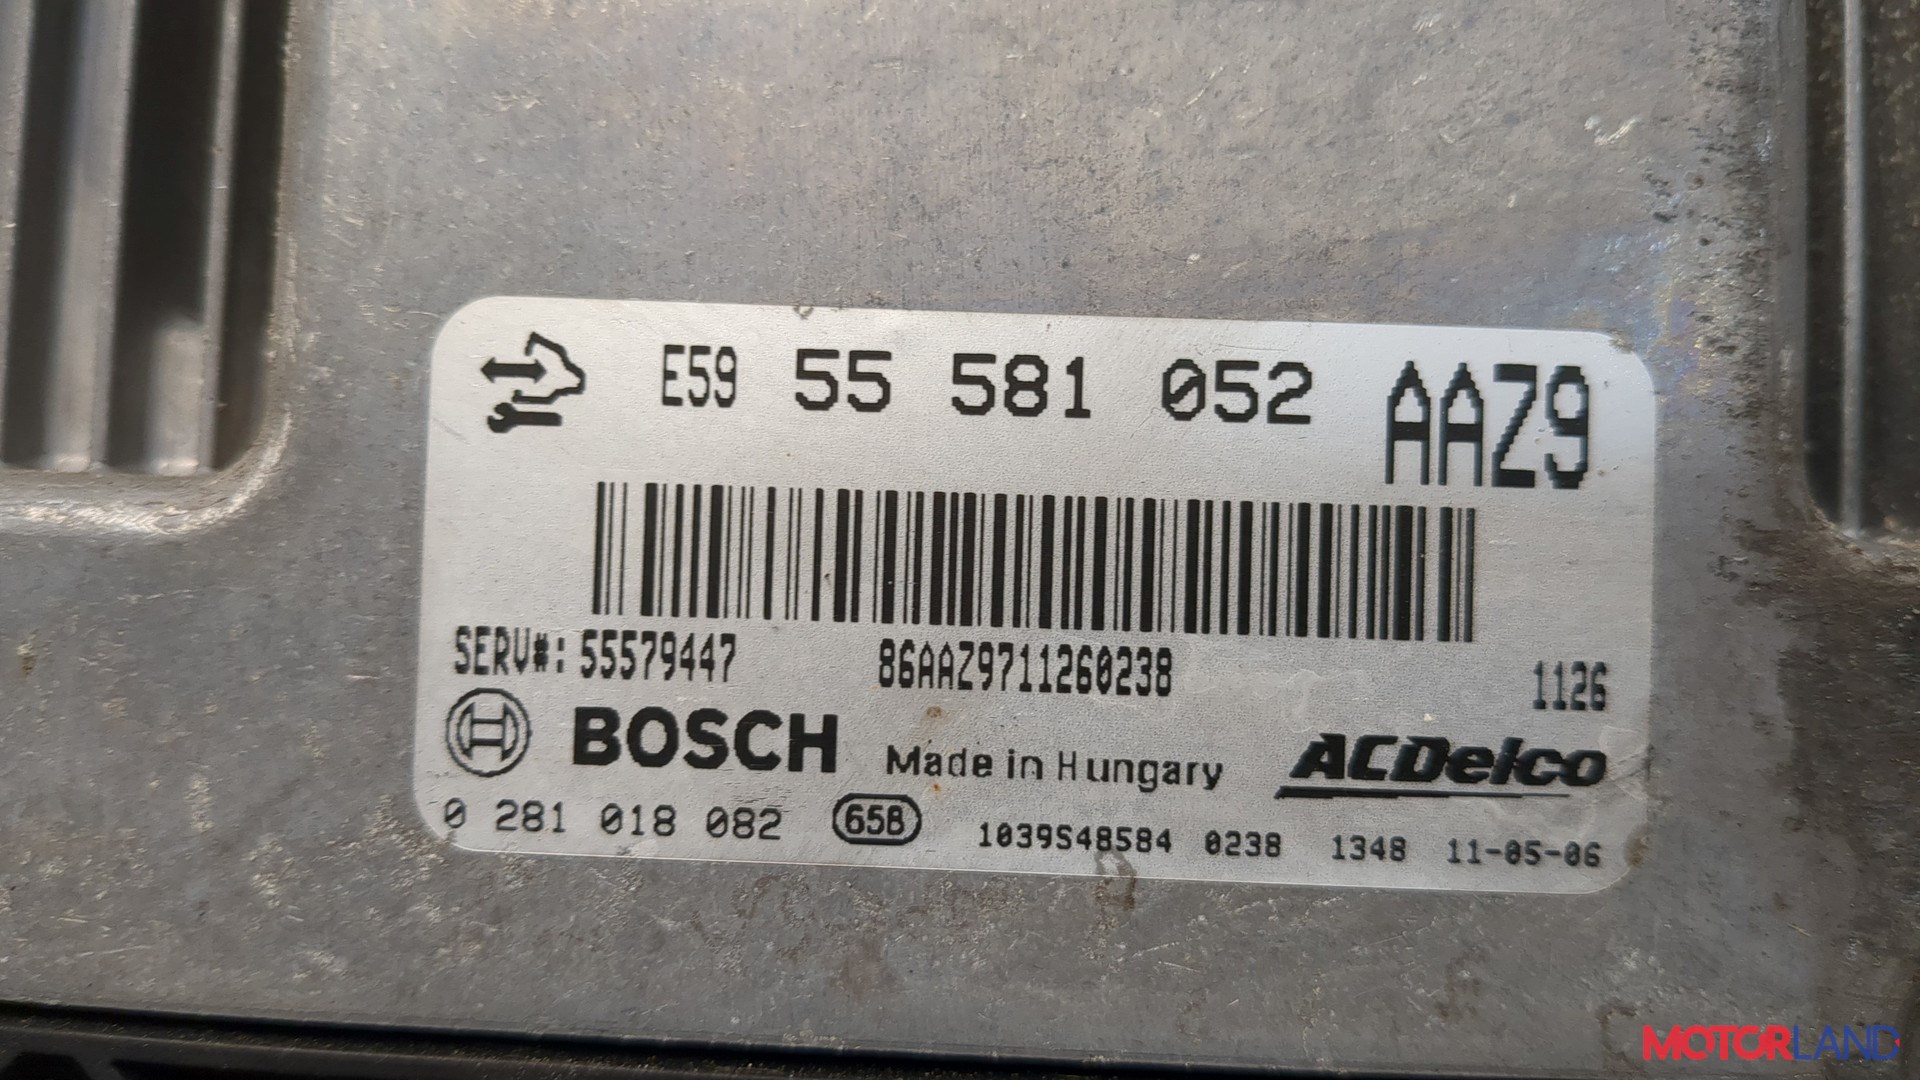 E59 55 581 052 AAZ9
SERV#: 55579447 86AAZ9711260238 1126
BOSCH Made in Hungary ACDelco
0 281 018 082 65B 1039S48584 0238 1348 11-05-06
MOTORLAND